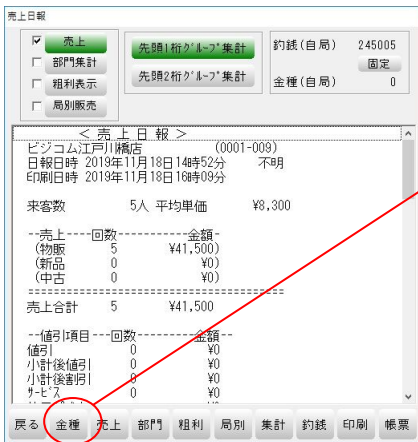 売上日報
売上
部門集計
粗利表示
局別販売
先頭1桁ｸﾞﾙｰﾌﾟ集計
先頭2桁ｸﾞﾙｰﾌﾟ集計
釣銭(自局) 245005
固定
金種(自局) 0
＜ 売 上 日 報 ＞
ビジコム江戸川橋店 (0001-009)
日報日時 2019年11月18日14時52分 不明
印刷日時 2019年11月18日16時09分
来客数 5人 平均単価 ¥8,300
--売上----回数---------金額-
(物販 5 ¥41,500)
(新品 0 ¥0)
(中古 0 ¥0)
===================================
売上合計 5 ¥41,500
--値引項目--回数---------金額--
値引 0 ¥0
小計後値引 0 ¥0
小計後割引 0 ¥0
ｻｰﾋﾞｽ 0 ¥0
戻る 金種 売上 部門 粗利 局別 集計 釣銭 印刷 帳票